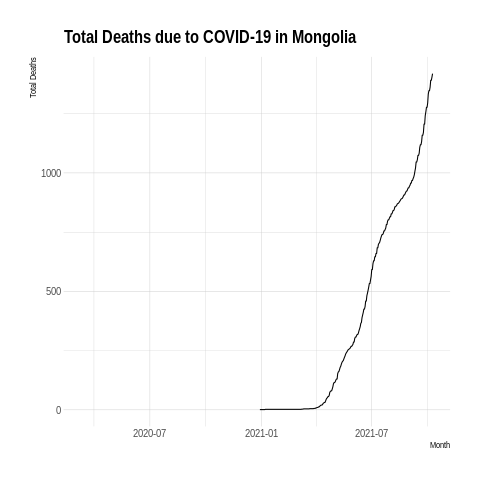 Total Deaths due to COVID-19 in Mongolia
Total Deaths
1000
500
0
2020-07 2021-01 2021-07
Month